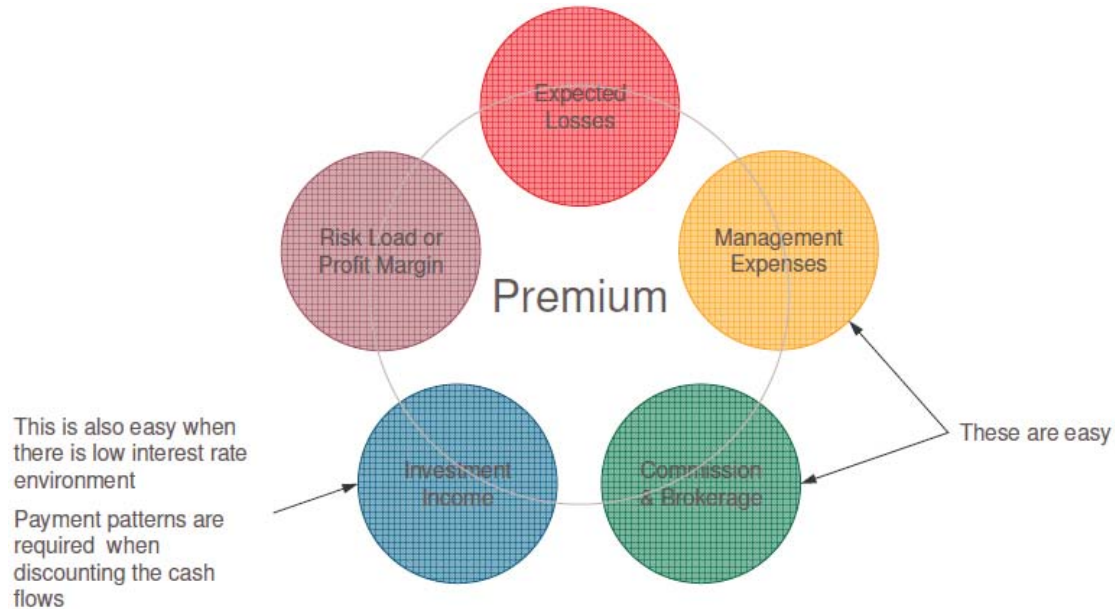 Expected
Losses
Risk Load or
Profit Margin
Management
Expenses
Premium
This is also easy when
there is low interest rate
environment
Payment patterns are
required when
discounting the cash
flows
Investment
Income
Commission
& Brokerage
These are easy